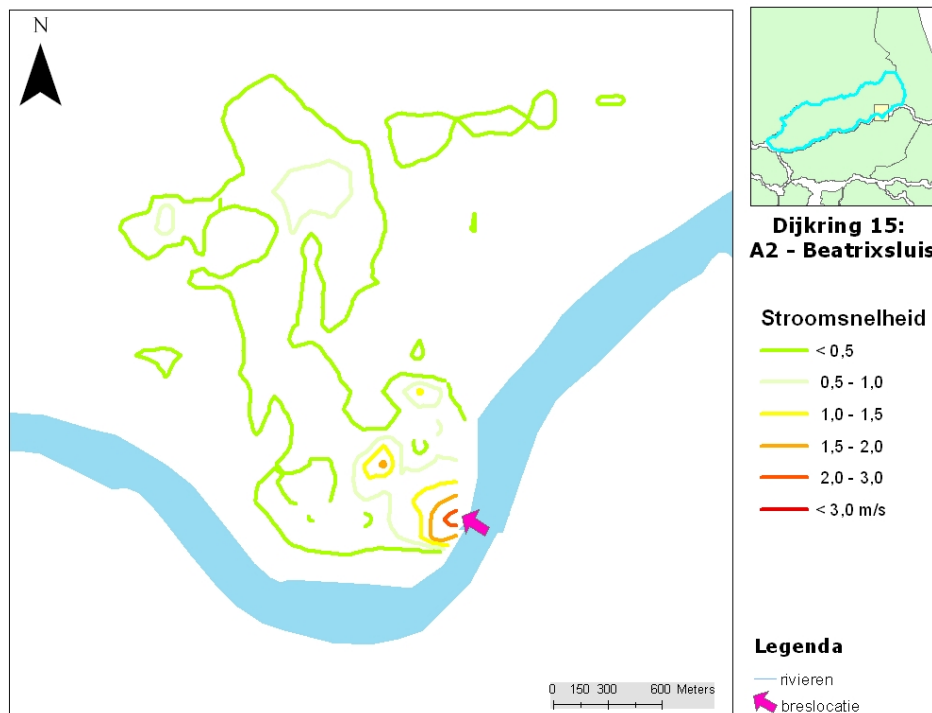 N
Dijkring 15:
A2 - Beatrixsluis
Stroomsnelheid
< 0,5
0,5 - 1,0
1,0 - 1,5
1,5 - 2,0
2,0 - 3,0
< 3,0 m/s
Legenda
rivieren
breslocatie
0 150 300 600 Meters